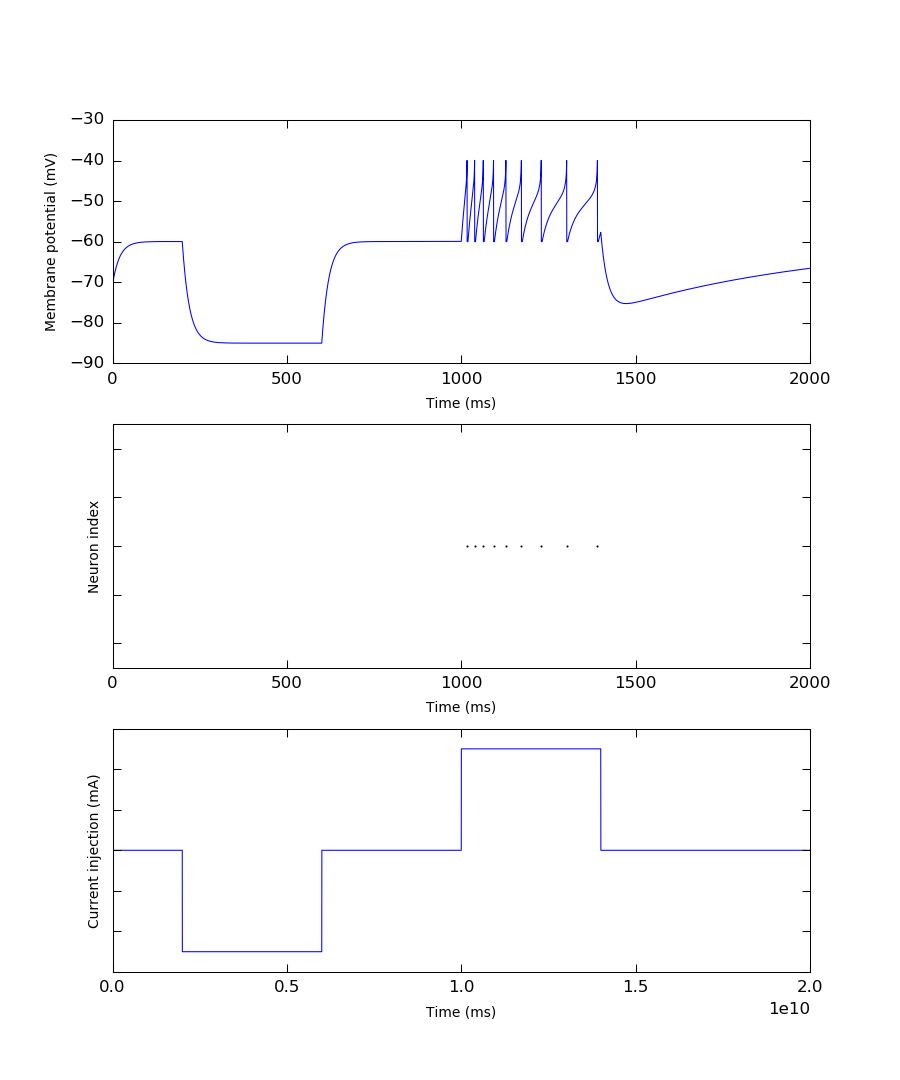 −30
−40
−50
−60
−70
−80
−90
Membrane potential (mV)
0 500 1000 1500 2000
Time (ms)
Neuron index
0 500 1000 1500 2000
Time (ms)
Current injection (mA)
0.0 0.5 1.0 1.5 2.0
1e10
Time (ms)